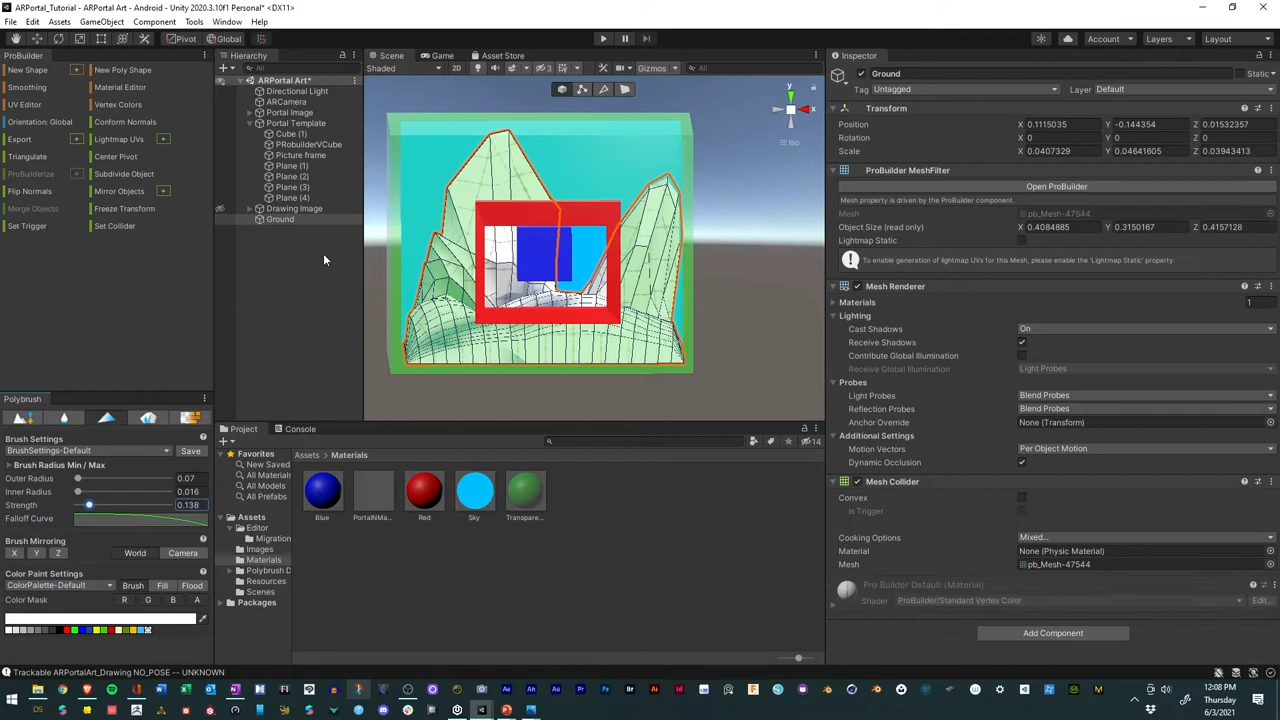 ARPortal_Tutorial - ARPortal Art - Android - Unity 2020.3.10f1 Personal* <DX11>
File Edit Assets GameObject Component Tools Window Help
Pivot Global Account Layers Layout
ProBuilder
New Shape New Poly Shape
Smoothing Material Editor
UV Editor Vertex Colors
Orientation: Global Conform Normals
Export Lightmap UVs
Triangulate Center Pivot
ProBuilderize Subdivide Object
Flip Normals Mirror Objects
Merge Objects Freeze Transform
Set Trigger Set Collider
Hierarchy
All
ARPortal Art*
Directional Light
ARCamera
Portal Image
Portal Template
Cube (1)
PRobuilderVCube
Picture frame
Plane (1)
Plane (2)
Plane (3)
Plane (4)
Drawing Image
Ground
Scene Game Asset Store
Shaded 2D 3 Gizmos All
y
x
Iso
Inspector
Ground Static
Tag Untagged Layer Default
Transform
Position X 0.1115035 Y -0.144354 Z 0.01532357
Rotation X 0 Y 0 Z 0
Scale X 0.0407329 Y 0.04641605 Z 0.03943413
ProBuilder MeshFilter
Open ProBuilder
Mesh property is driven by the ProBuilder component.
Mesh pb_Mesh-47544
Object Size (read only) X 0.4084885 Y 0.3150167 Z 0.4157128
Lightmap Static
To enable generation of lightmap UVs for this Mesh, please enable the 'Lightmap Static' property.
Mesh Renderer
Materials 1
Lighting
Cast Shadows On
Receive Shadows
Contribute Global Illumination
Receive Global Illumination Light Probes
Probes
Light Probes Blend Probes
Reflection Probes Blend Probes
Anchor Override None (Transform)
Additional Settings
Motion Vectors Per Object Motion
Dynamic Occlusion
Mesh Collider
Convex
Is Trigger
Cooking Options Mixed...
Material None (Physic Material)
Mesh pb_Mesh-47544
Pro Builder Default (Material)
Shader ProBuilder/Standard Vertex Color Edit...
Add Component
Polybrush
Brush Settings
BrushSettings-Default Save
Brush Radius Min / Max
Outer Radius 0.07
Inner Radius 0.016
Strength 0.138
Falloff Curve
Brush Mirroring
X Y Z World Camera
Color Paint Settings
ColorPalette-Default Brush Fill Flood
Color Mask R G B A
Project Console
14
Favorites
New Saved
All Materials
All Models
All Prefabs
Assets
Editor
Migration
Images
Materials
Polybrush D
Resources
Scenes
Packages
Assets Materials
Blue PortalNMa... Red Sky Transpare...
Trackable ARPortalArt_Drawing NO_POSE -- UNKNOWN
12:08 PM
Thursday
6/3/2021